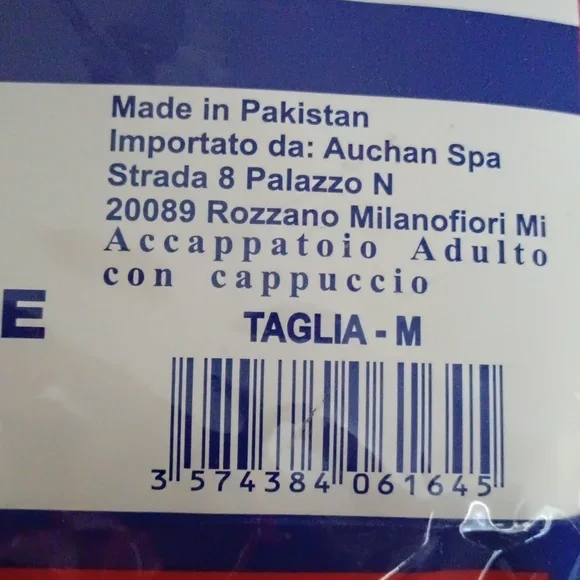 Made in Pakistan
Importato da: Auchan Spa
Strada 8 Palazzo N
20089 Rozzano Milanofiori Mi
Accappatoio Adulto
con cappuccio
E
TAGLIA - M
3 574384 061645